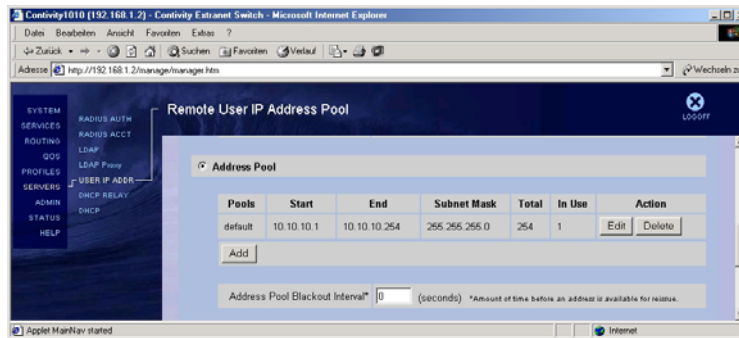 Contivity1010 (192.168.1.2) - Contivity Extranet Switch - Microsoft Internet Explorer
Datei Bearbeiten Ansicht Favoriten Extras ?
Zurück Suchen Favoriten Verlauf
Adresse http://192.168.1.2/manage/manager.htm Wechseln zu
SYSTEM
SERVICES
ROUTING
QOS
PROFILES
SERVERS
ADMIN
STATUS
HELP
RADIUS AUTH
RADIUS ACCT
LDAP
LDAP Proxy
USER IP ADDR
DHCP RELAY
DHCP
Remote User IP Address Pool
LOGOFF
Address Pool
Pools Start End Subnet Mask Total In Use Action
default 10.10.10.1 10.10.10.254 255.255.255.0 254 1 Edit Delete
Add
Address Pool Blackout Interval* 0 (seconds) *Amount of time before an address is available for reissue.
Applet MainNav started Internet